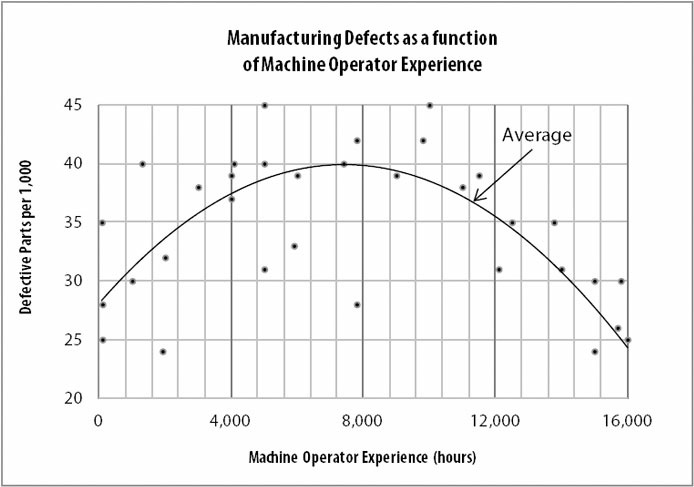 Manufacturing Defects as a function
of Machine Operator Experience
45
Average
40
35
30
25
20
Defective Parts per 1,000
0 4,000 8,000 12,000 16,000
Machine Operator Experience (hours)